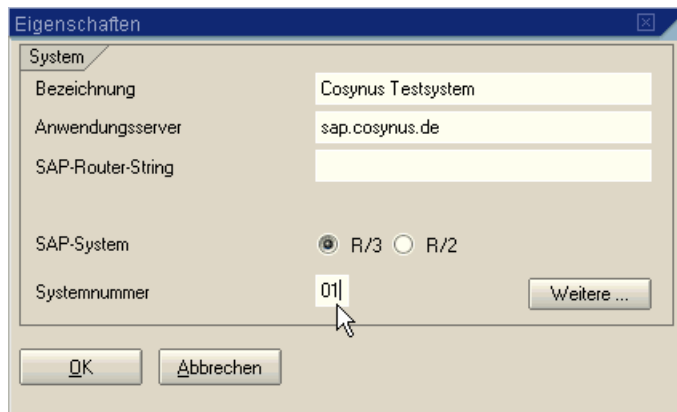 Eigenschaften
System
Bezeichnung Cosynus Testsystem
Anwendungsserver sap.cosynus.de
SAP-Router-String
SAP-System R/3 R/2
Systemnummer 01 Weitere ...
OK Abbrechen